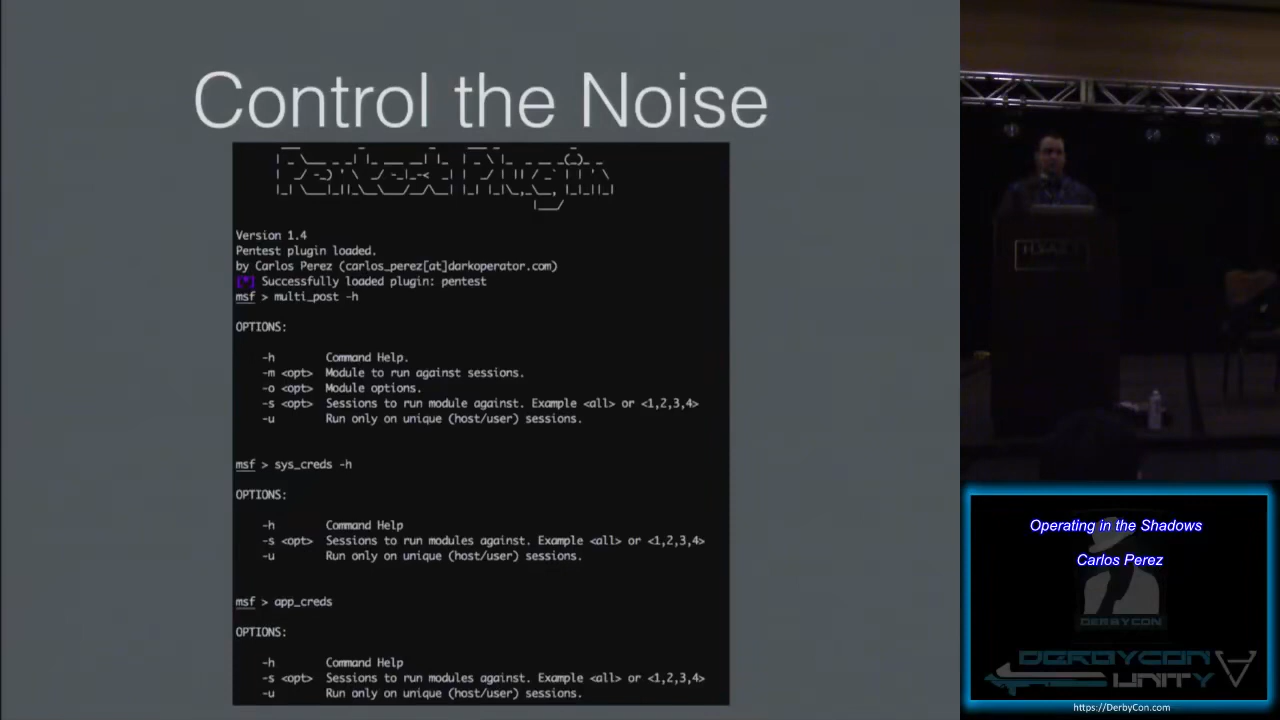 Control the Noise
Pentest Plugin
Version 1.4
Pentest plugin loaded.
by Carlos Perez (carlos_perez[at]darkoperator.com)
[*] Successfully loaded plugin: pentest
msf > multi_post -h
OPTIONS:
-h Command Help.
-m <opt> Module to run against sessions.
-o <opt> Module options.
-s <opt> Sessions to run module against. Example <all> or <1,2,3,4>
-u Run only on unique (host/user) sessions.
msf > sys_creds -h
OPTIONS:
-h Command Help
-s <opt> Sessions to run modules against. Example <all> or <1,2,3,4>
-u Run only on unique (host/user) sessions.
msf > app_creds
OPTIONS:
-h Command Help
-s <opt> Sessions to run modules against. Example <all> or <1,2,3,4>
-u Run only on unique (host/user) sessions.
Operating in the Shadows
Carlos Perez
DERBYCON
DERBYCON
UNITY
https://DerbyCon.com